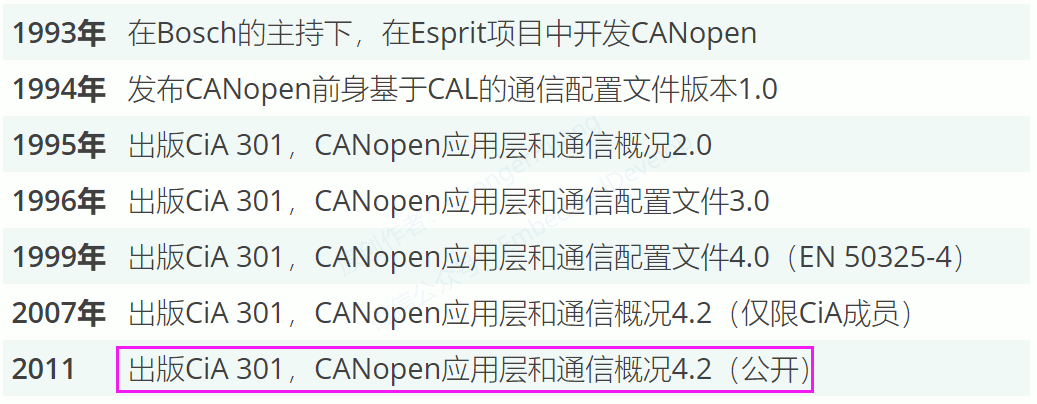 1993年 在Bosch的主持下，在Esprit项目中开发CANopen
1994年 发布CANopen前身基于CAL的通信配置文件版本1.0
1995年 出版CiA 301，CANopen应用层和通信概况2.0
1996年 出版CiA 301，CANopen应用层和通信配置文件3.0
1999年 出版CiA 301，CANopen应用层和通信配置文件4.0（EN 50325-4）
2007年 出版CiA 301，CANopen应用层和通信概况4.2（仅限CiA成员）
2011 出版CiA 301，CANopen应用层和通信概况4.2（公开）